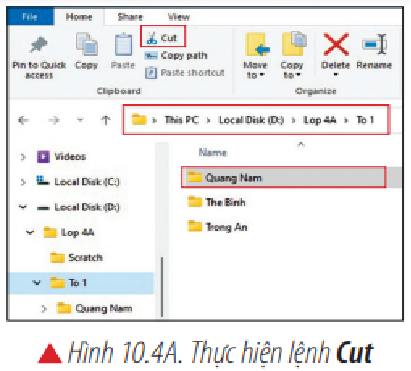 File Home Share View
Pin to Quick access
Copy
Paste
Cut
Copy path
Paste shortcut
Move to
Copy to
Delete
Rename
Clipboard
Organize
This PC > Local Disk (D:) > Lop 4A > To 1
Videos
Local Disk (C:)
Local Disk (D:)
Lop 4A
Scratch
To 1
Quang Nam
Name
Quang Nam
The Binh
Trong An
▲ Hình 10.4A. Thực hiện lệnh Cut